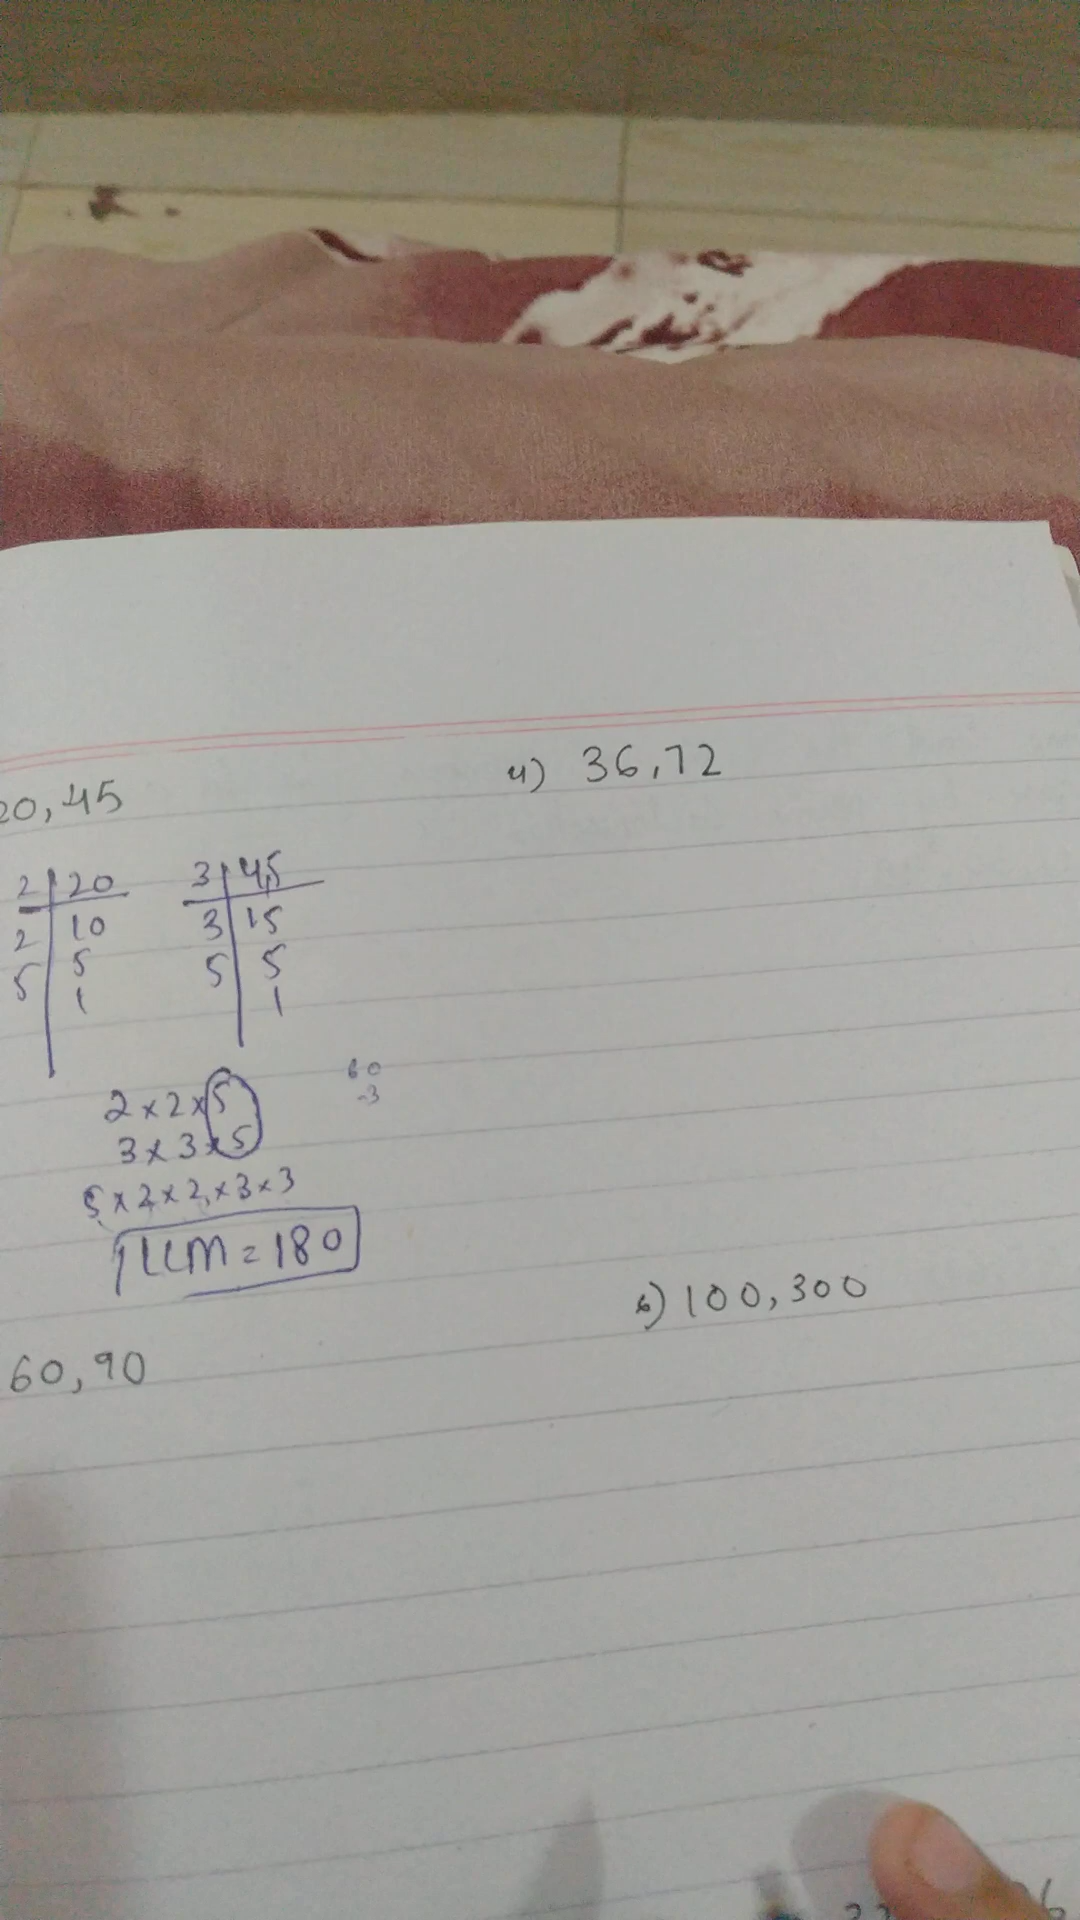 20, 45
2 | 20
2 | 10
5 | 5
1
3 | 45
3 | 15
5 | 5
1
60
-3
2 x 2 x 5
3 x 3 x 5
5 x 2 x 2 x 3 x 3
LCM = 180
60, 90
4) 36, 72
6) 100, 300